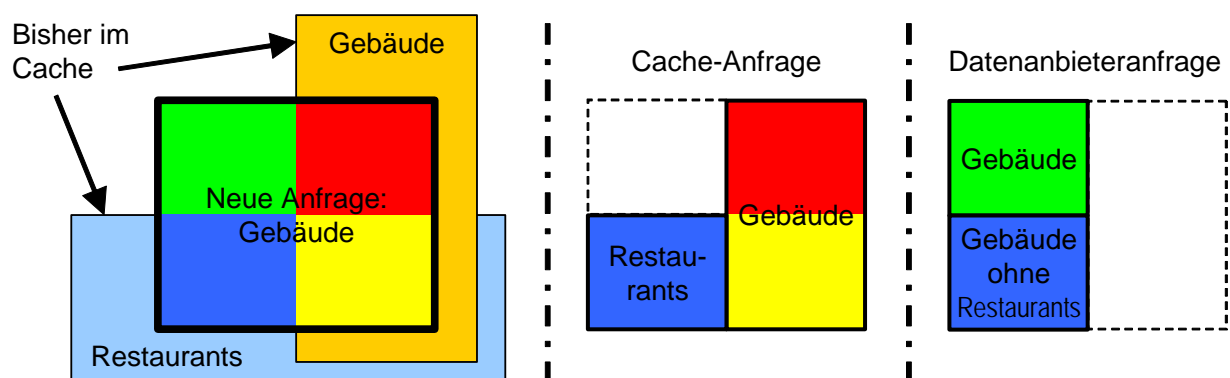 Bisher im
Cache
Gebäude
Neue Anfrage:
Gebäude
Restaurants
Cache-Anfrage
Gebäude
Restau-
rants
Datenanbieteranfrage
Gebäude
Gebäude
ohne
Restaurants